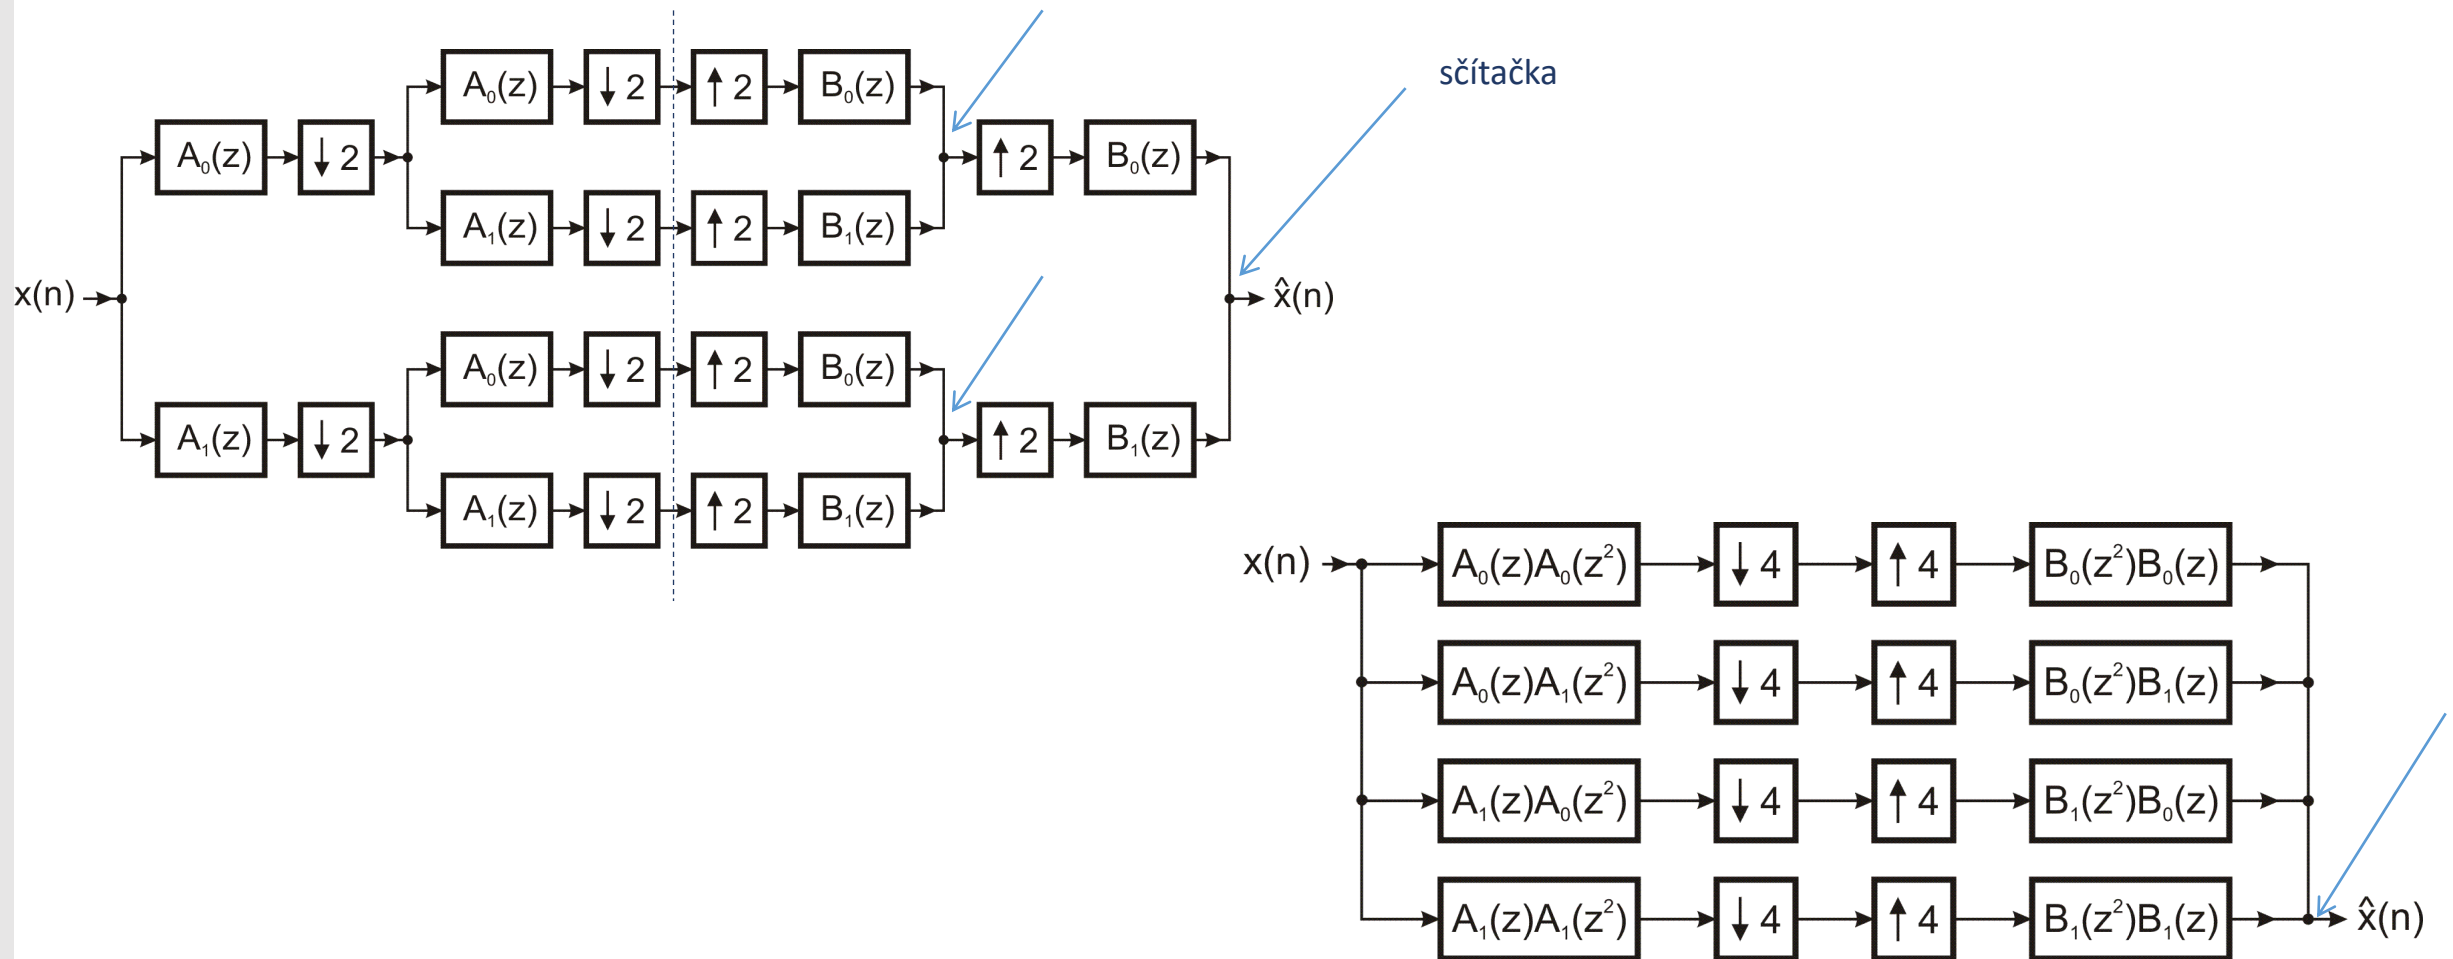 sčítačka
A₀(z) ↓ 2 ↑ 2 B₀(z)
A₀(z) ↓ 2 ↑ 2 B₀(z)
A₁(z) ↓ 2 ↑ 2 B₁(z)
x(n) x̂(n)
A₀(z) ↓ 2 ↑ 2 B₀(z)
A₁(z) ↓ 2 ↑ 2 B₁(z)
A₁(z) ↓ 2 ↑ 2 B₁(z)
x(n) A₀(z)A₀(z²) ↓ 4 ↑ 4 B₀(z²)B₀(z)
A₀(z)A₁(z²) ↓ 4 ↑ 4 B₀(z²)B₁(z)
A₁(z)A₀(z²) ↓ 4 ↑ 4 B₁(z²)B₀(z)
A₁(z)A₁(z²) ↓ 4 ↑ 4 B₁(z²)B₁(z) x̂(n)